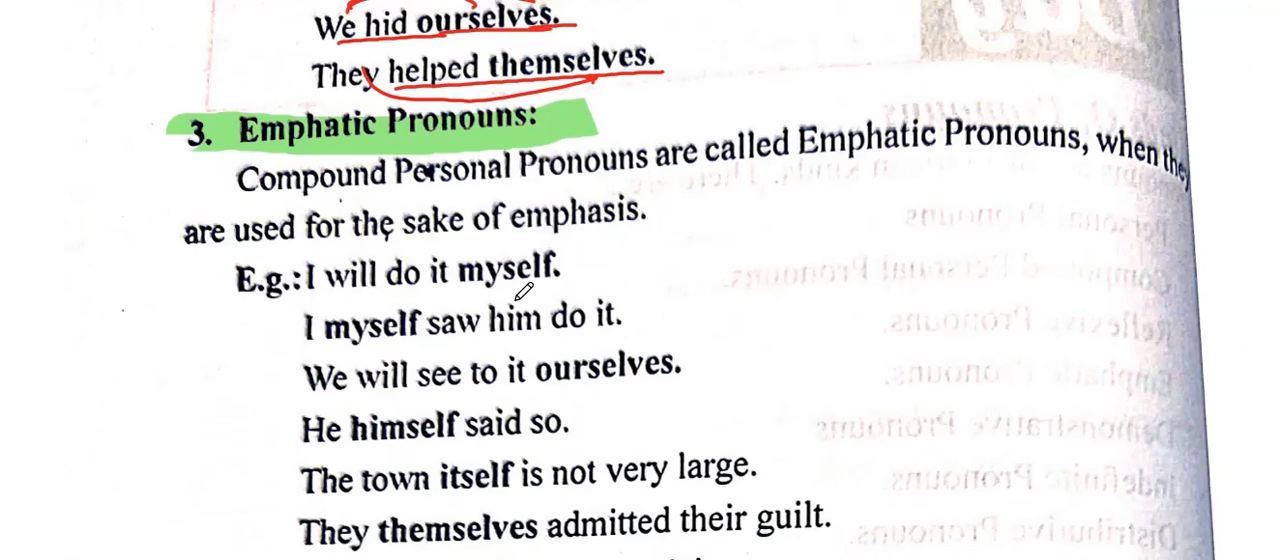 We hid ourselves.
They helped themselves.
3. Emphatic Pronouns:
Compound Personal Pronouns are called Emphatic Pronouns, when they
are used for the sake of emphasis.
E.g.: I will do it myself.
I myself saw him do it.
We will see to it ourselves.
He himself said so.
The town itself is not very large.
They themselves admitted their guilt.